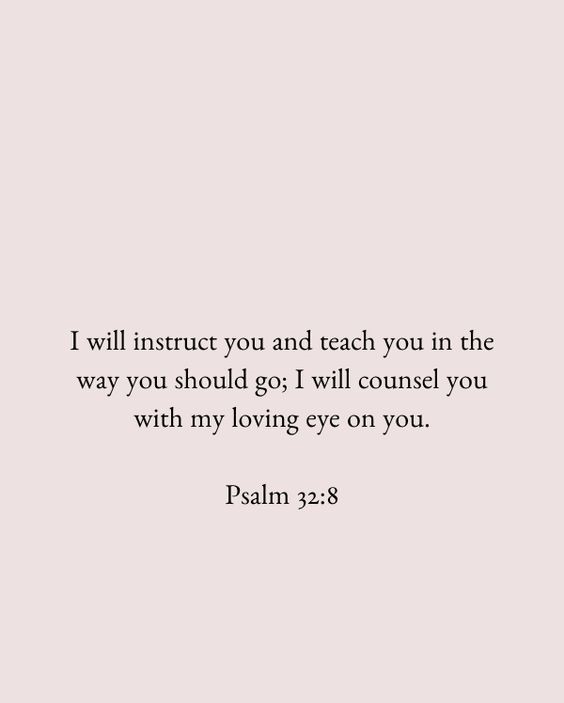 I will instruct you and teach you in the
way you should go; I will counsel you
with my loving eye on you.
Psalm 32:8